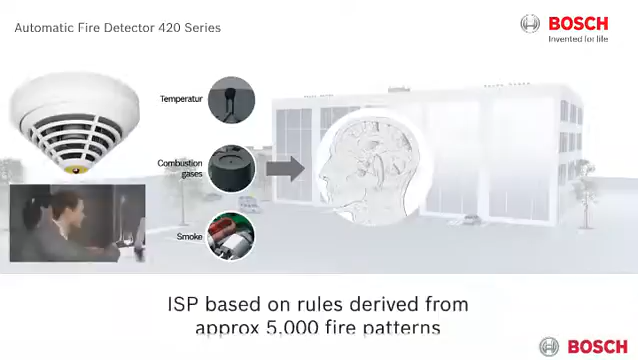 Automatic Fire Detector 420 Series
BOSCH
Invented for life
Temperatur
Combustion
gases
Smoke
ISP based on rules derived from
approx 5,000 fire patterns
BOSCH